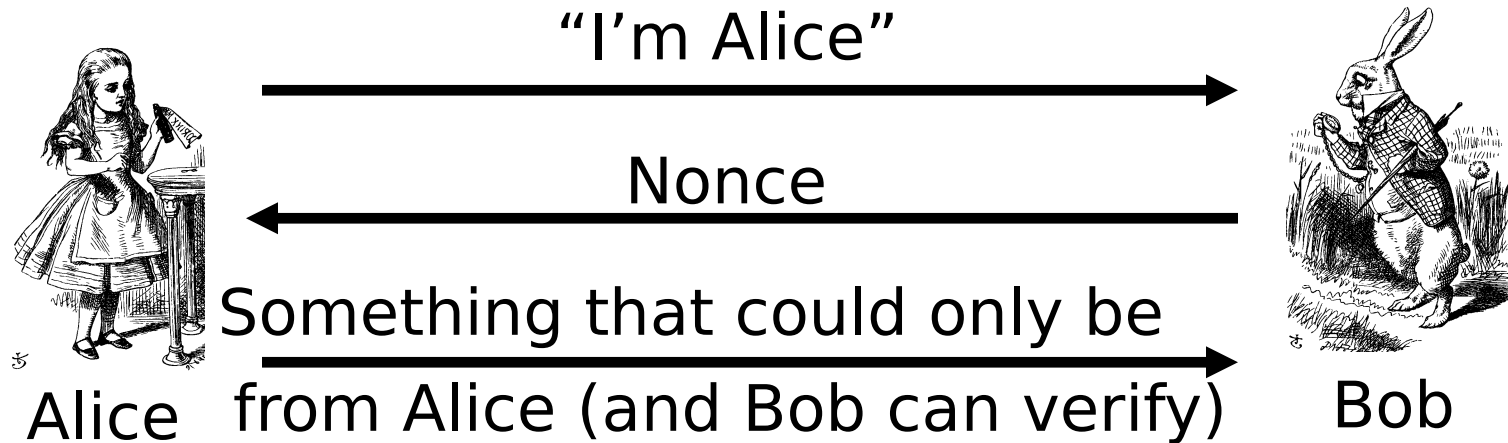 “I’m Alice”
Nonce
Something that could only be
from Alice (and Bob can verify)
Alice
Bob